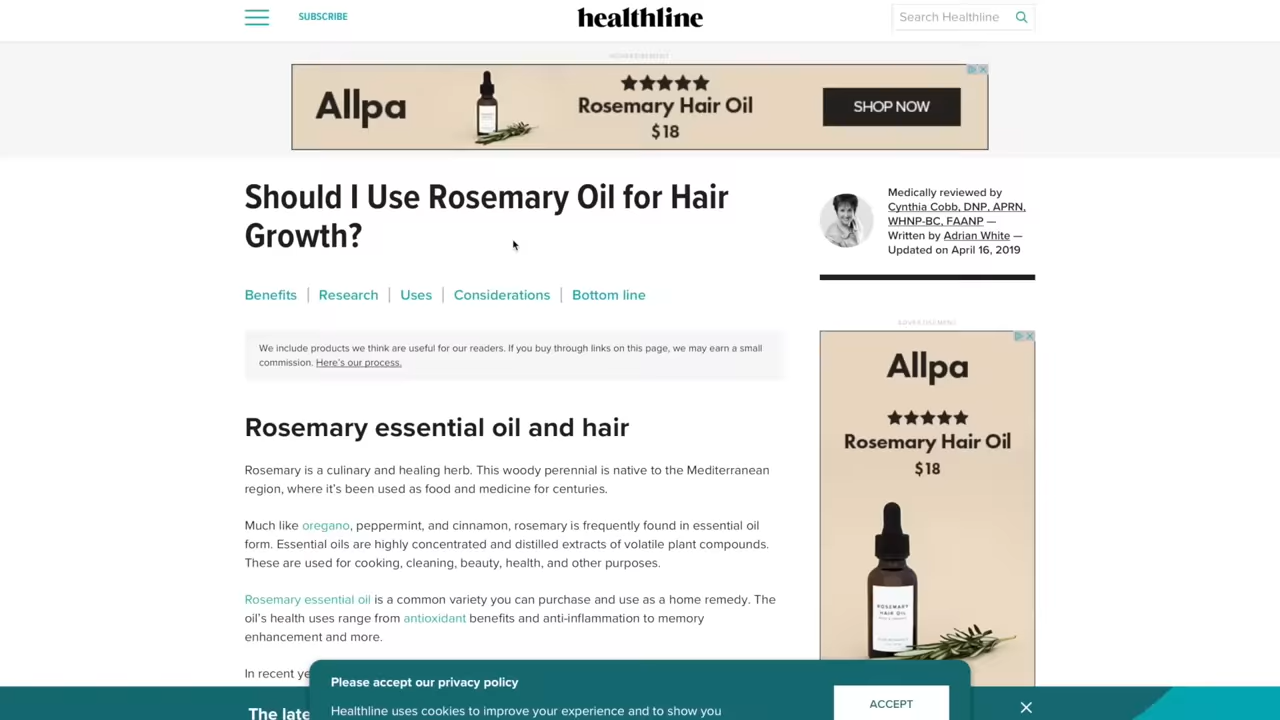 SUBSCRIBE
healthline
Search Healthline
ADVERTISEMENT
Allpa
Rosemary Hair Oil
$18
SHOP NOW
Should I Use Rosemary Oil for Hair
Growth?
Medically reviewed by
Cynthia Cobb, DNP, APRN,
WHNP-BC, FAANP —
Written by Adrian White —
Updated on April 16, 2019
Benefits | Research | Uses | Considerations | Bottom line
We include products we think are useful for our readers. If you buy through links on this page, we may earn a small
commission. Here's our process.
Rosemary essential oil and hair
Rosemary is a culinary and healing herb. This woody perennial is native to the Mediterranean
region, where it's been used as food and medicine for centuries.
Much like oregano, peppermint, and cinnamon, rosemary is frequently found in essential oil
form. Essential oils are highly concentrated and distilled extracts of volatile plant compounds.
These are used for cooking, cleaning, beauty, health, and other purposes.
Rosemary essential oil is a common variety you can purchase and use as a home remedy. The
oil's health uses range from antioxidant benefits and anti-inflammation to memory
enhancement and more.
In recent
ADVERTISEMENT
Allpa
Rosemary Hair Oil
$18
ROSEMARY
HAIR OIL
Please accept our privacy policy
Healthline uses cookies to improve your experience and to show you
ACCEPT
The